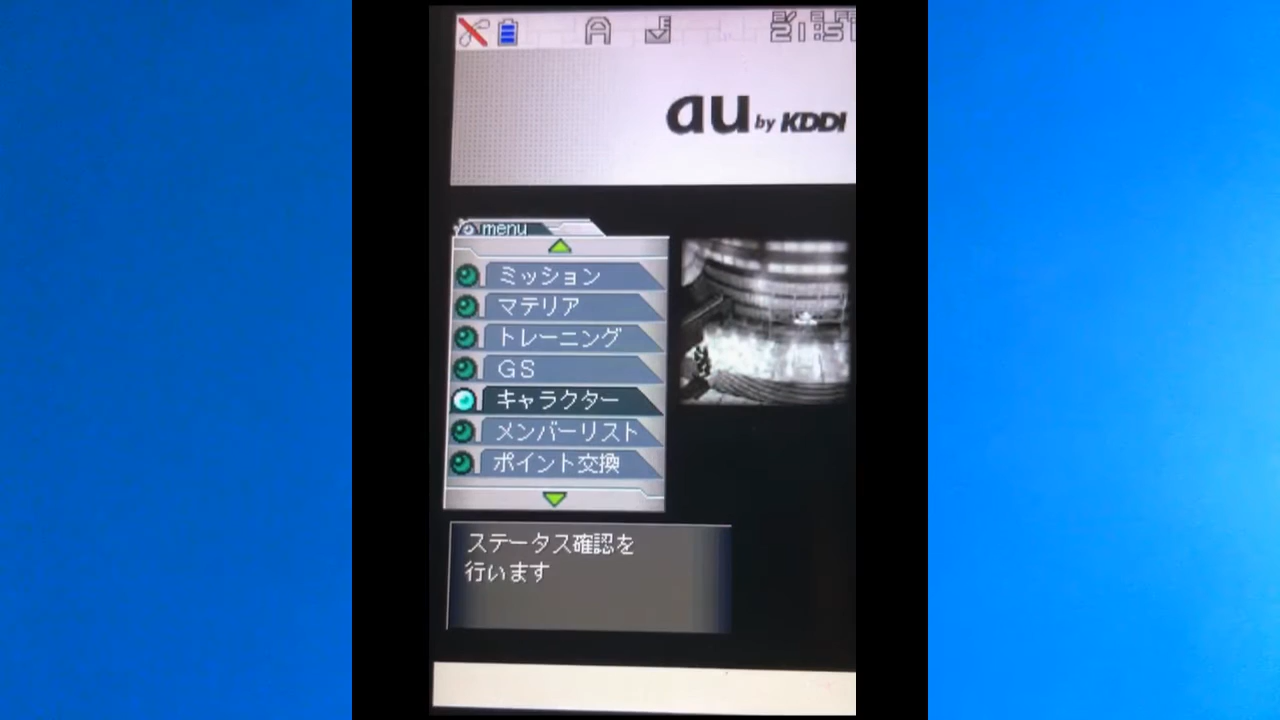 21:51
au by KDDI
menu
ミッション
マテリア
トレーニング
GS
キャラクター
メンバーリスト
ポイント交換
ステータス確認を
行います